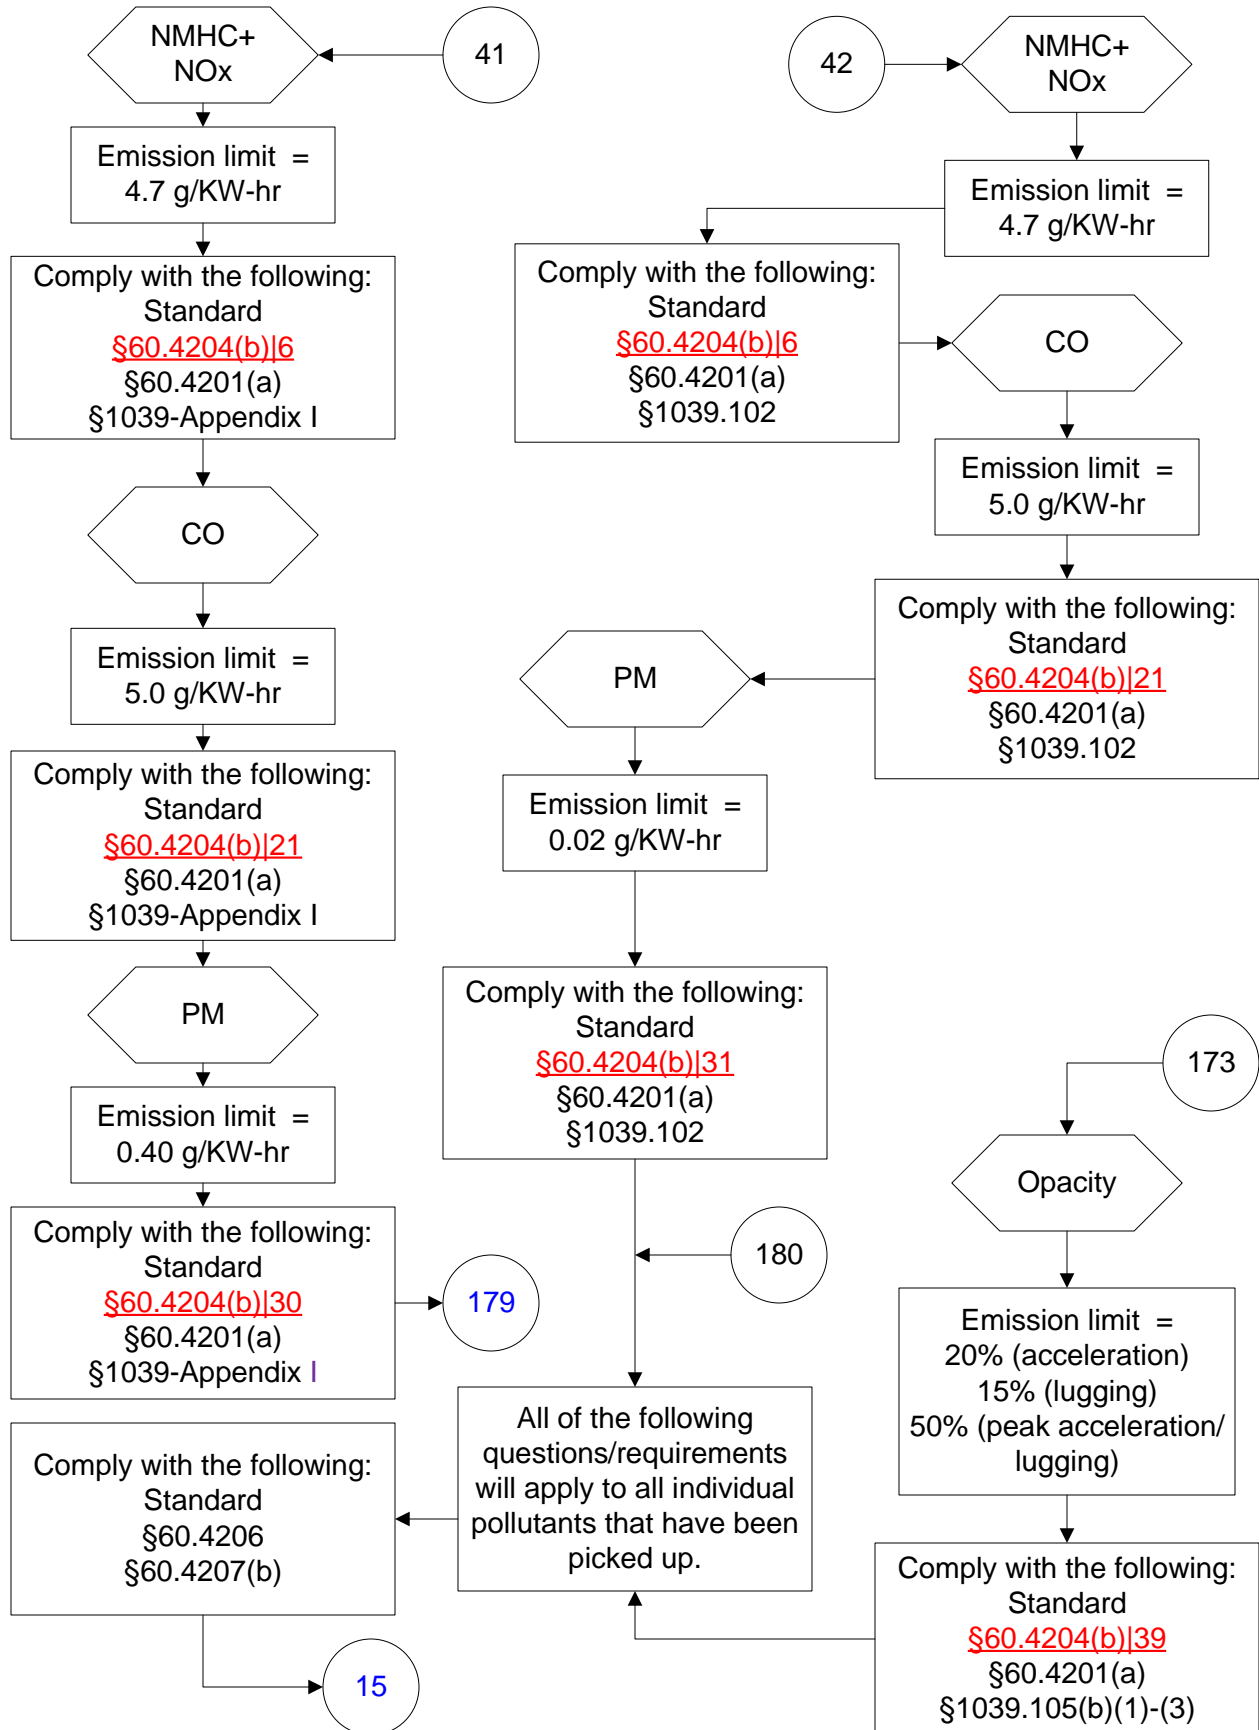 41
NMHC+
NOx
Emission limit =
4.7 g/KW-hr
Comply with the following:
Standard
§60.4204(b)|6
§60.4201(a)
§1039-Appendix I
CO
Emission limit =
5.0 g/KW-hr
Comply with the following:
Standard
§60.4204(b)|21
§60.4201(a)
§1039-Appendix I
PM
Emission limit =
0.40 g/KW-hr
Comply with the following:
Standard
§60.4204(b)|30
§60.4201(a)
§1039-Appendix I
179
42
NMHC+
NOx
Emission limit =
4.7 g/KW-hr
Comply with the following:
Standard
§60.4204(b)|6
§60.4201(a)
§1039.102
CO
Emission limit =
5.0 g/KW-hr
Comply with the following:
Standard
§60.4204(b)|21
§60.4201(a)
§1039.102
PM
Emission limit =
0.02 g/KW-hr
Comply with the following:
Standard
§60.4204(b)|31
§60.4201(a)
§1039.102
180
173
Opacity
Emission limit =
20% (acceleration)
15% (lugging)
50% (peak acceleration/
lugging)
Comply with the following:
Standard
§60.4204(b)|39
§60.4201(a)
§1039.105(b)(1)-(3)
All of the following
questions/requirements
will apply to all individual
pollutants that have been
picked up.
Comply with the following:
Standard
§60.4206
§60.4207(b)
15